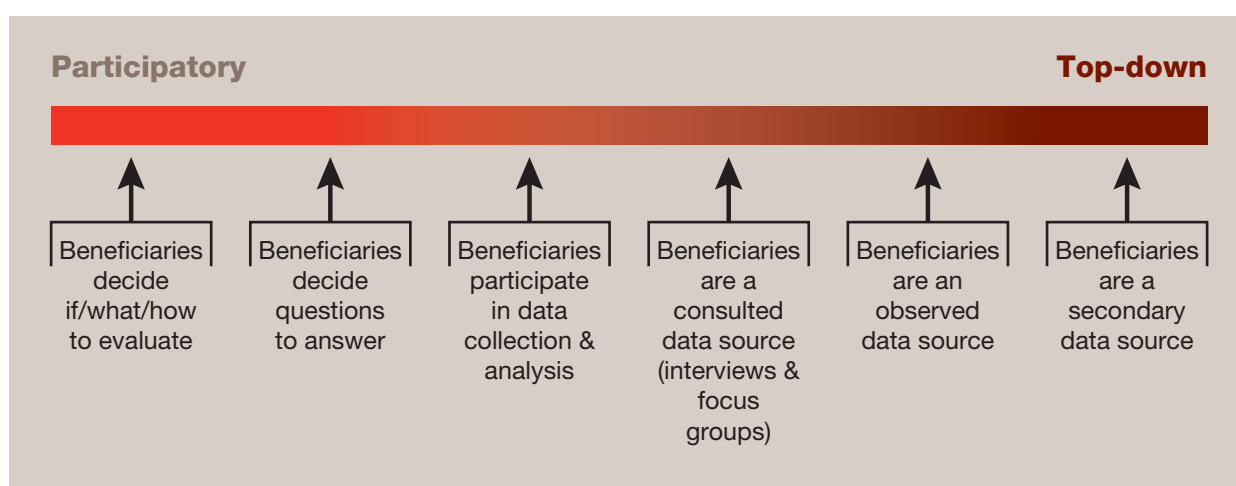 Participatory
Top-down
Beneficiaries
decide
if/what/how
to evaluate
Beneficiaries
decide
questions
to answer
Beneficiaries
participate
in data
collection &
analysis
Beneficiaries
are a
consulted
data source
(interviews &
focus
groups)
Beneficiaries
are an
observed
data source
Beneficiaries
are a
secondary
data source